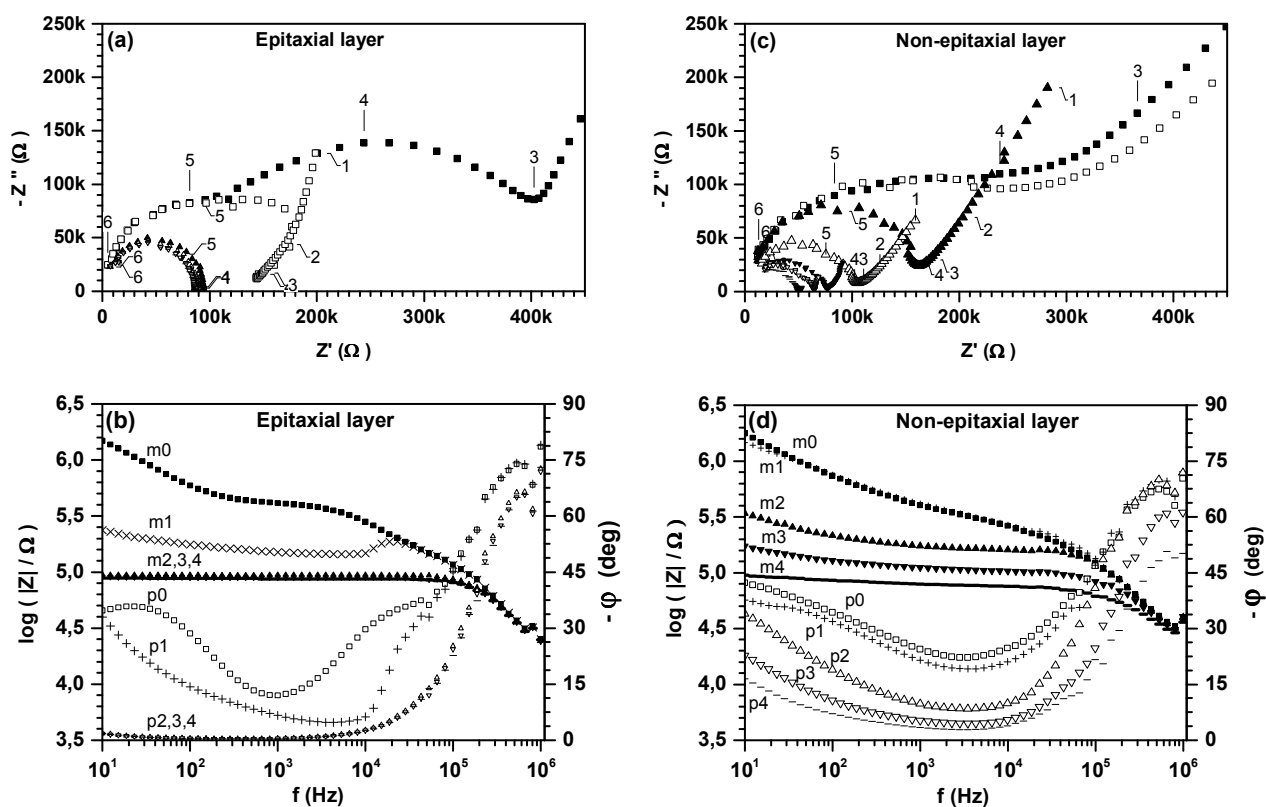 (a) Epitaxial layer
250k
200k
150k
100k
50k
0
- Z '' (Ω)
6
6
6
5
5
5
4
4
3
1
2
3
0 100k 200k 300k 400k
Z' (Ω)
(c) Non-epitaxial layer
250k
200k
150k
100k
50k
0
- Z '' (Ω)
6
6
5
5
5
4
3
1
1
2
2
43
4
3
0 100k 200k 300k 400k
Z' (Ω)
(b) Epitaxial layer
6,5
6,0
5,5
5,0
4,5
4,0
3,5
log ( |Z| / Ω)
m0
m1
m2,3,4
p0
p1
p2,3,4
90
75
60
45
30
15
0
- φ (deg)
10¹ 10² 10³ 10⁴ 10⁵ 10⁶
f (Hz)
(d) Non-epitaxial layer
6,5
6,0
5,5
5,0
4,5
4,0
3,5
log ( |Z| / Ω)
m0
m1
m2
m3
m4
p0
p1
p2
p3
p4
90
75
60
45
30
15
0
- φ (deg)
10¹ 10² 10³ 10⁴ 10⁵ 10⁶
f (Hz)